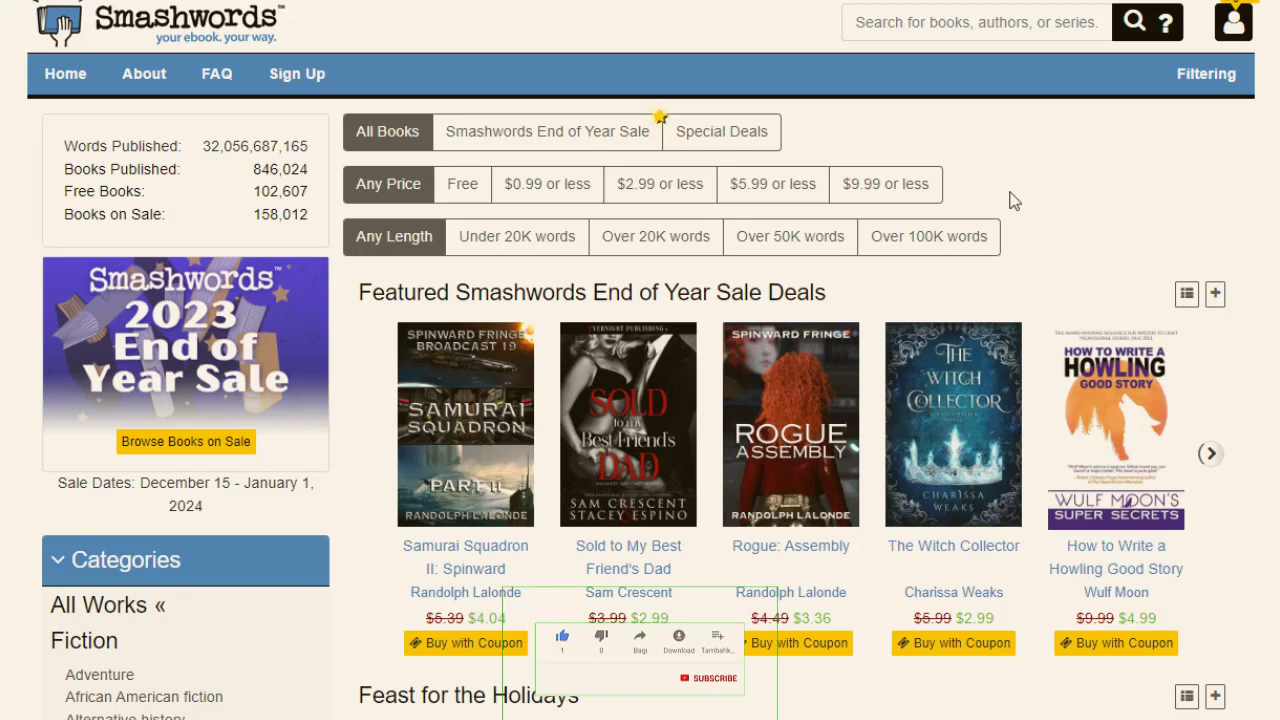 Smashwords™
your ebook. your way.
Search for books, authors, or series.
?
Home About FAQ Sign Up Filtering
Words Published: 32,056,687,165
Books Published: 846,024
Free Books: 102,607
Books on Sale: 158,012
All Books Smashwords End of Year Sale Special Deals
Any Price Free $0.99 or less $2.99 or less $5.99 or less $9.99 or less
Any Length Under 20K words Over 20K words Over 50K words Over 100K words
Smashwords™
2023
End of
Year Sale
Browse Books on Sale
Sale Dates: December 15 - January 1,
2024
Categories
All Works «
Fiction
Adventure
African American fiction
Alternative history
Featured Smashwords End of Year Sale Deals
SPINWARD FRINGE
BROADCAST 19
SAMURAI
SQUADRON
PART II
RANDOLPH LALONDE
EVERNIGHT PUBLISHING
SOLD
to my
Best Friend's
DAD
SAM CRESCENT
STACEY ESPINO
SPINWARD FRINGE
ROGUE
ASSEMBLY
RANDOLPH LALONDE
THE
WITCH
COLLECTOR
CHARISSA
WEAKS
HOW TO WRITE A
HOWLING
GOOD STORY
WULF MOON'S
SUPER SECRETS
Samurai Squadron
II: Spinward
Randolph Lalonde
$5.39 $4.04
Buy with Coupon
Sold to My Best
Friend's Dad
Sam Crescent
$3.99 $2.99
Rogue: Assembly
Randolph Lalonde
$4.49 $3.36
Buy with Coupon
The Witch Collector
Charissa Weaks
$5.99 $2.99
Buy with Coupon
How to Write a
Howling Good Story
Wulf Moon
$9.99 $4.99
Buy with Coupon
1 0 Bagi Download Tambahk...
SUBSCRIBE
Feast for the Holidays